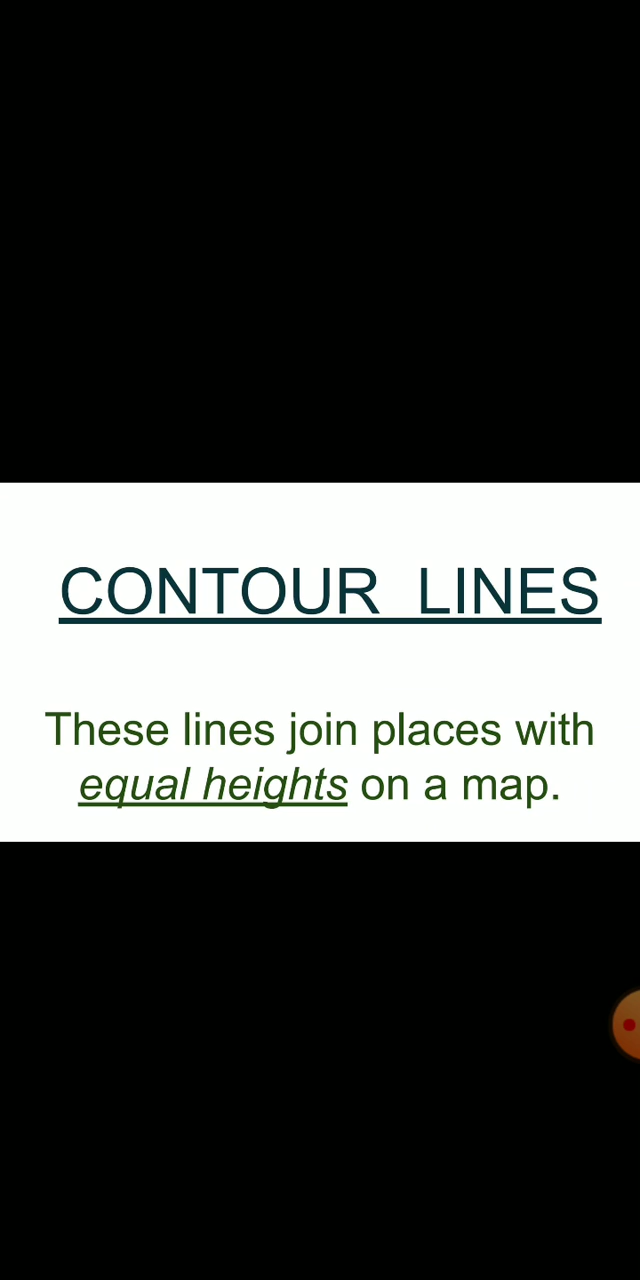 CONTOUR LINES
These lines join places with
equal heights on a map.